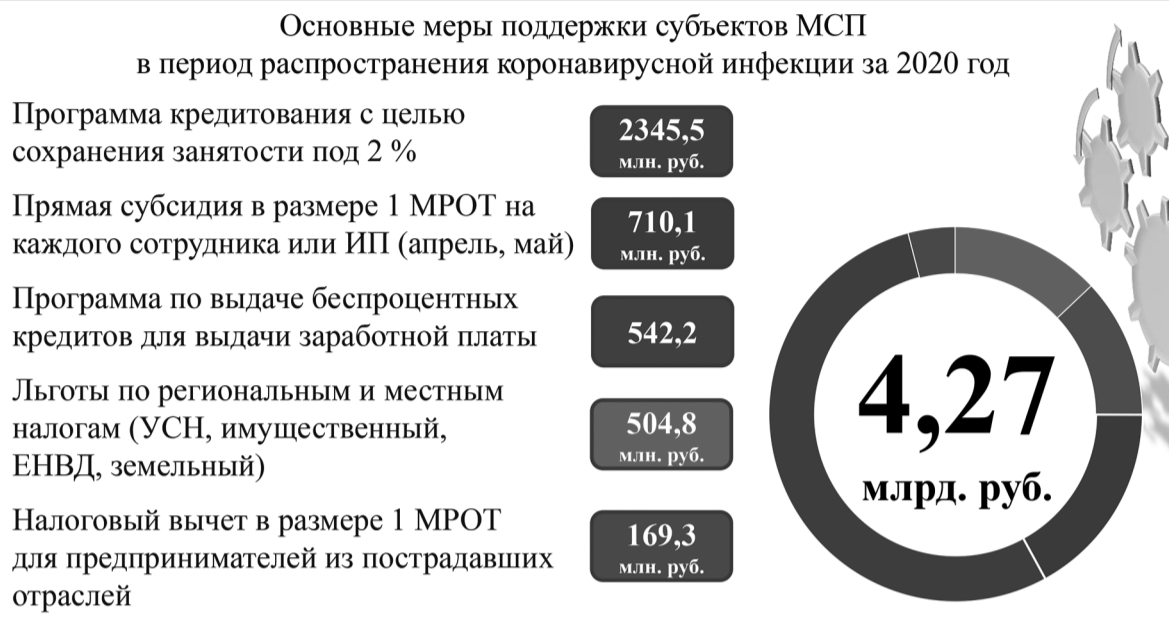 Основные меры поддержки субъектов МСП
в период распространения коронавирусной инфекции за 2020 год
Программа кредитования с целью
сохранения занятости под 2 %
2345,5
млн. руб.
Прямая субсидия в размере 1 МРОТ на
каждого сотрудника или ИП (апрель, май)
710,1
млн. руб.
Программа по выдаче беспроцентных
кредитов для выдачи заработной платы
542,2
Льготы по региональным и местным
налогам (УСН, имущественный,
ЕНВД, земельный)
504,8
млн. руб.
Налоговый вычет в размере 1 МРОТ
для предпринимателей из пострадавших
отраслей
169,3
млн. руб.
4,27
млрд. руб.